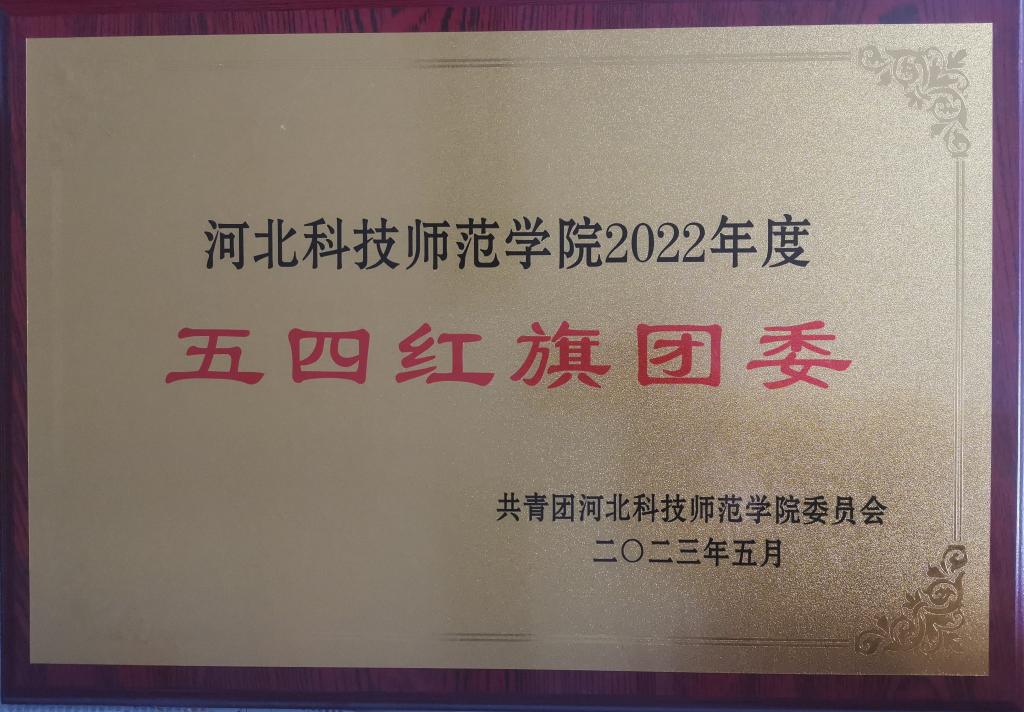 河北科技师范学院2022年度
五四红旗团委
共青团河北科技师范学院委员会
二〇二三年五月